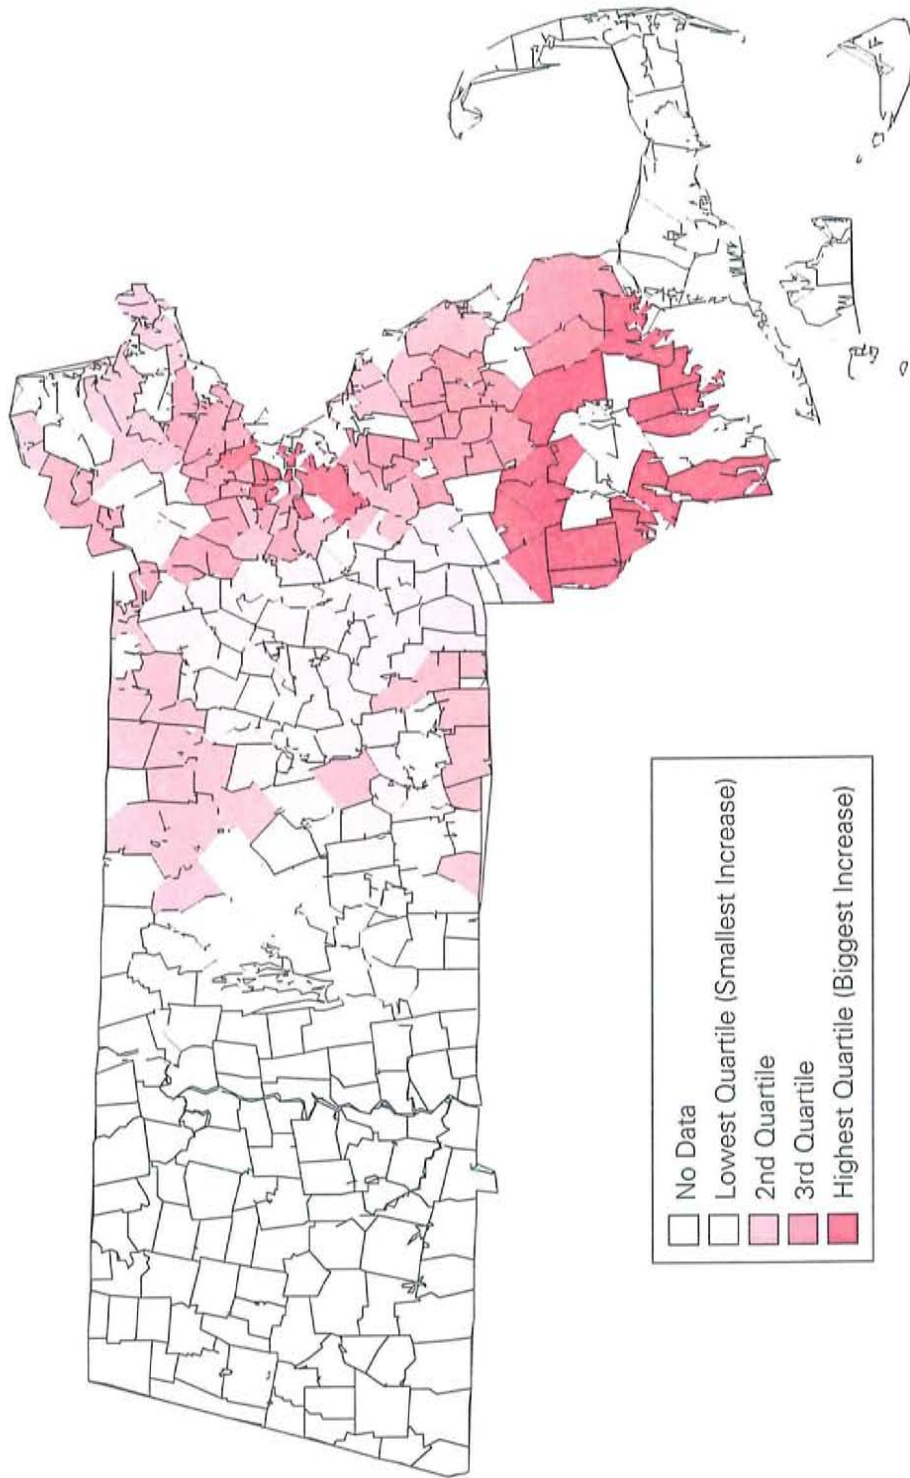 No Data
Lowest Quartile (Smallest Increase)
2nd Quartile
3rd Quartile
Highest Quartile (Biggest Increase)